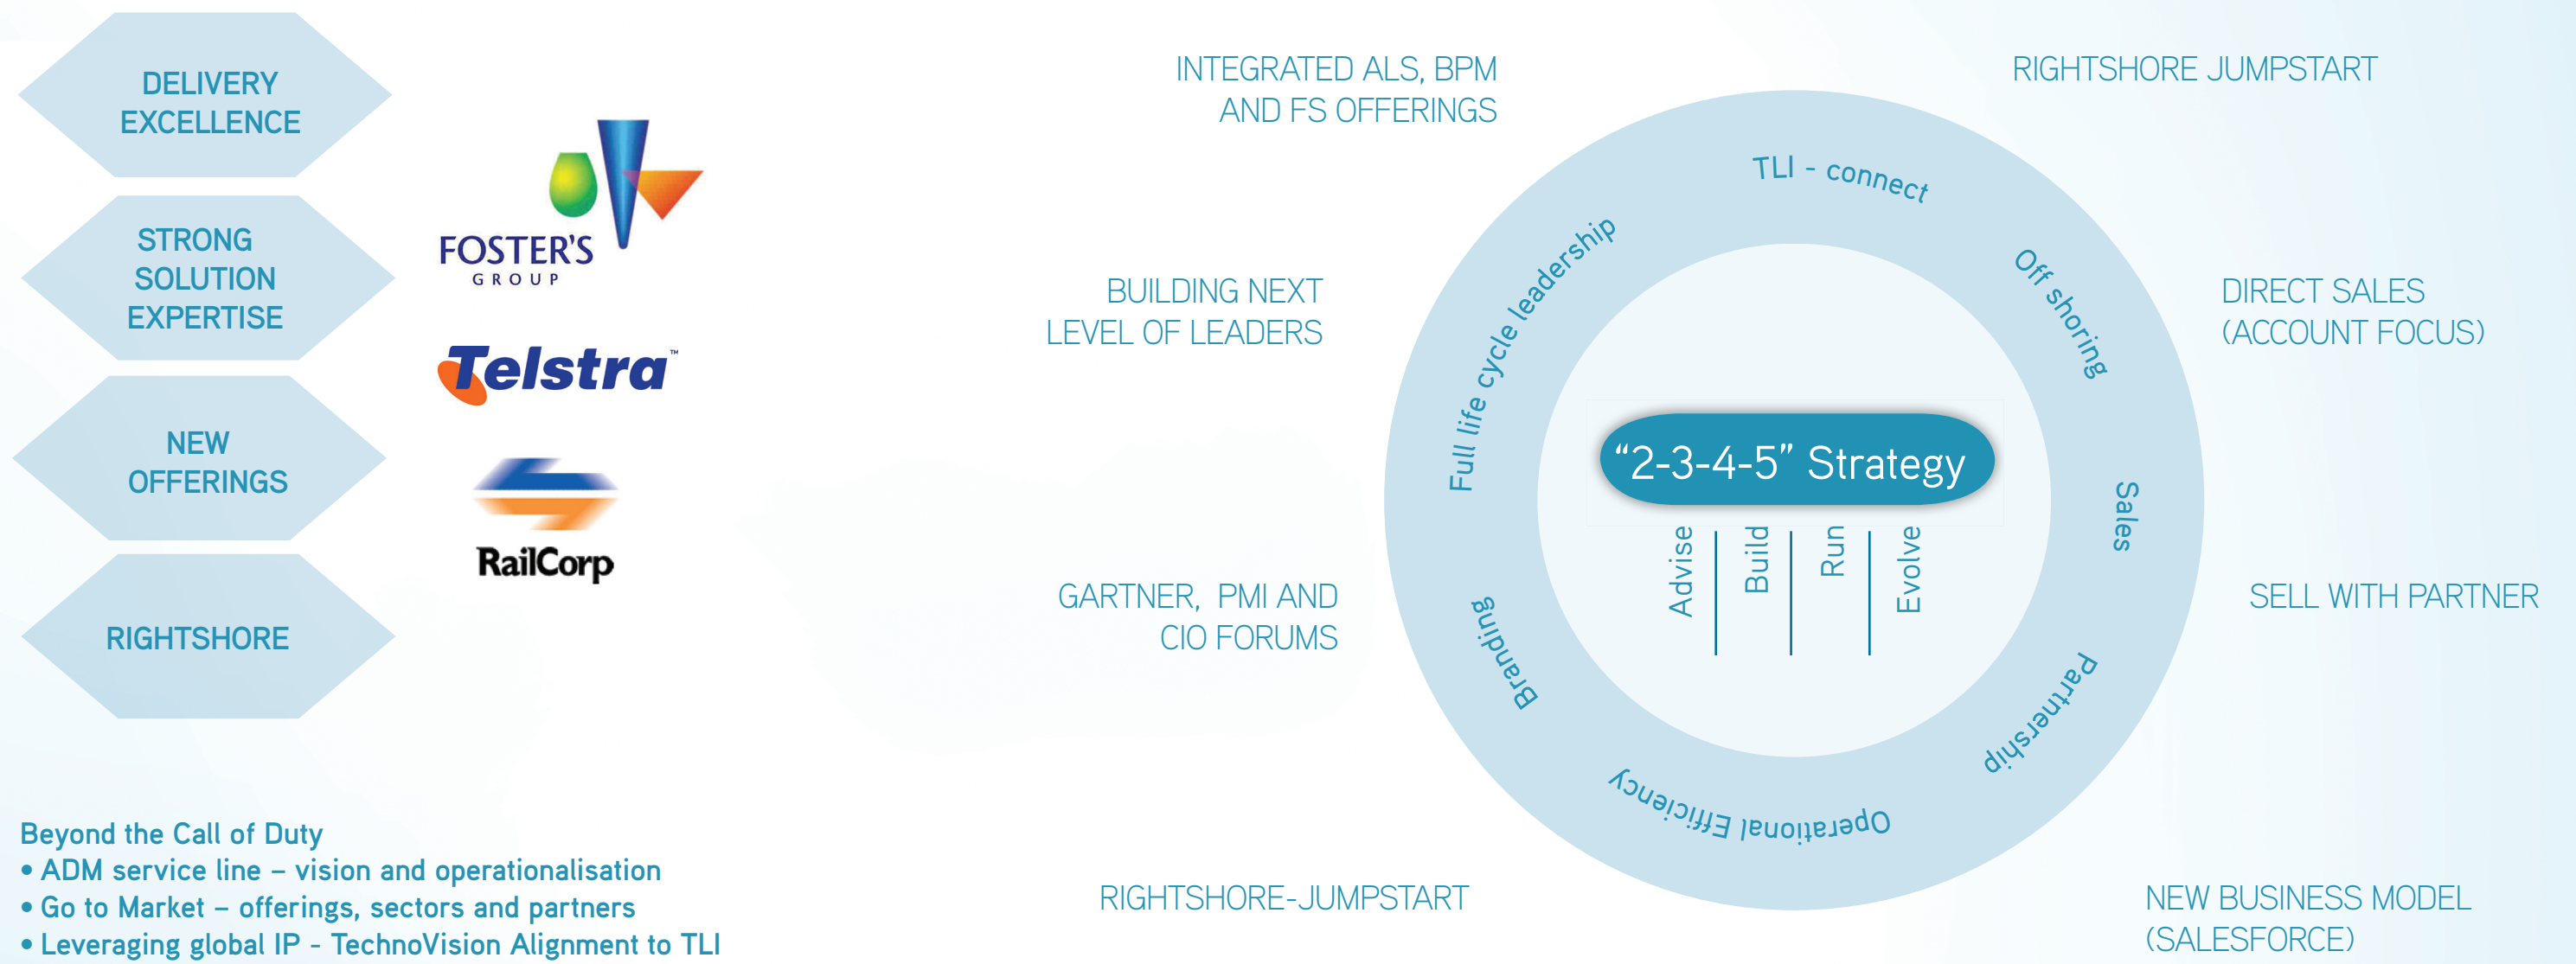 DELIVERY
EXCELLENCE
STRONG
SOLUTION
EXPERTISE
NEW
OFFERINGS
RIGHTSHORE
FOSTER'S
GROUP
Telstra™
RailCorp
Beyond the Call of Duty
• ADM service line – vision and operationalisation
• Go to Market – offerings, sectors and partners
• Leveraging global IP - TechnoVision Alignment to TLI
INTEGRATED ALS, BPM
AND FS OFFERINGS
BUILDING NEXT
LEVEL OF LEADERS
GARTNER, PMI AND
CIO FORUMS
RIGHTSHORE-JUMPSTART
TLI - connect
Off shoring
Sales
Partnership
Operational Efficiency
Branding
Full life cycle leadership
“2-3-4-5” Strategy
Advise
Build
Run
Evolve
RIGHTSHORE JUMPSTART
DIRECT SALES
(ACCOUNT FOCUS)
SELL WITH PARTNER
NEW BUSINESS MODEL
(SALESFORCE)